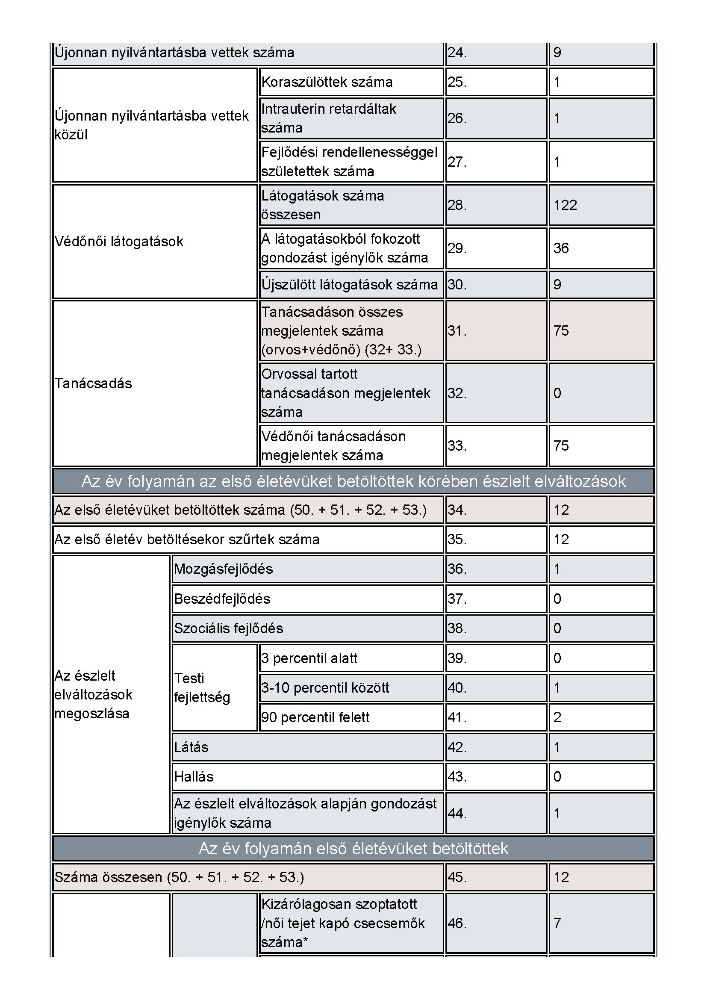 Újonnan nyilvántartásba vettek száma 24. 9
Újonnan nyilvántartásba vettek
közül
Koraszülöttek száma 25. 1
Intrauterin retardáltak
száma
26. 1
Fejlődési rendellenességgel
születettek száma
27. 1
Védőnői látogatások
Látogatások száma
összesen
28. 122
A látogatásokból fokozott
gondozást igénylők száma
29. 36
Újszülött látogatások száma 30. 9
Tanácsadás
Tanácsadáson összes
megjelentek száma
(orvos+védőnő) (32+ 33.)
31. 75
Orvossal tartott
tanácsadáson megjelentek
száma
32. 0
Védőnői tanácsadáson
megjelentek száma
33. 75
Az év folyamán az első életévüket betöltöttek körében észlelt elváltozások
Az első életévüket betöltöttek száma (50. + 51. + 52. + 53.) 34. 12
Az első életév betöltésekor szűrtek száma 35. 12
Az észlelt
elváltozások
megoszlása
Mozgásfejlődés 36. 1
Beszédfejlődés 37. 0
Szociális fejlődés 38. 0
Testi
fejlettség
3 percentil alatt 39. 0
3-10 percentil között 40. 1
90 percentil felett 41. 2
Látás 42. 1
Hallás 43. 0
Az észlelt elváltozások alapján gondozást
igénylők száma
44. 1
Az év folyamán első életévüket betöltöttek
Száma összesen (50. + 51. + 52. + 53.) 45. 12
Kizárólagosan szoptatott
/női tejet kapó csecsemők
száma*
46. 7